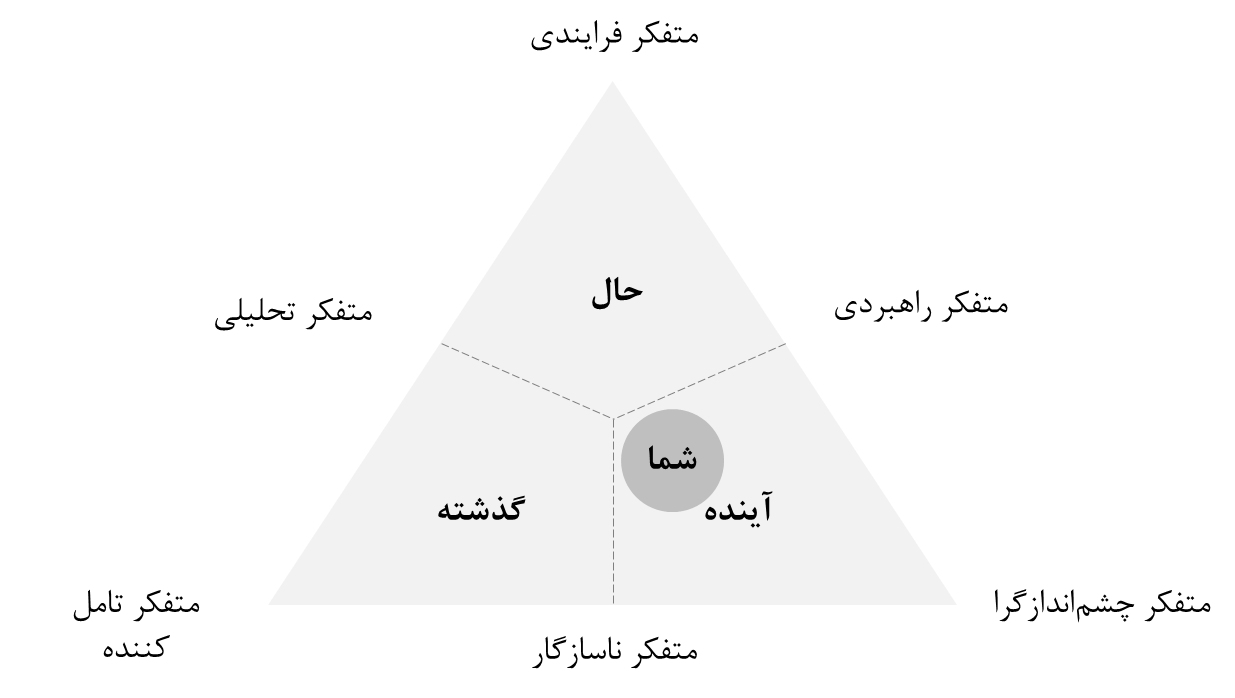 متفکر فرایندی
حال
متفکر راهبردی
متفکر تحلیلی
شما
آینده
گذشته
متفکر چشم‌اندازگرا
متفکر تامل
کننده
متفکر ناسازگار